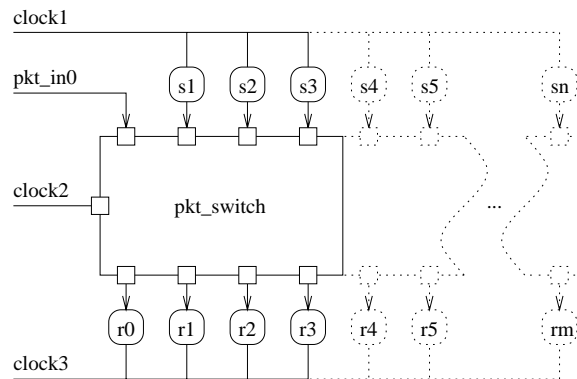 clock1
pkt_in0
s1 s2 s3 s4 s5 sn
clock2
pkt_switch
...
r0 r1 r2 r3 r4 r5 rm
clock3